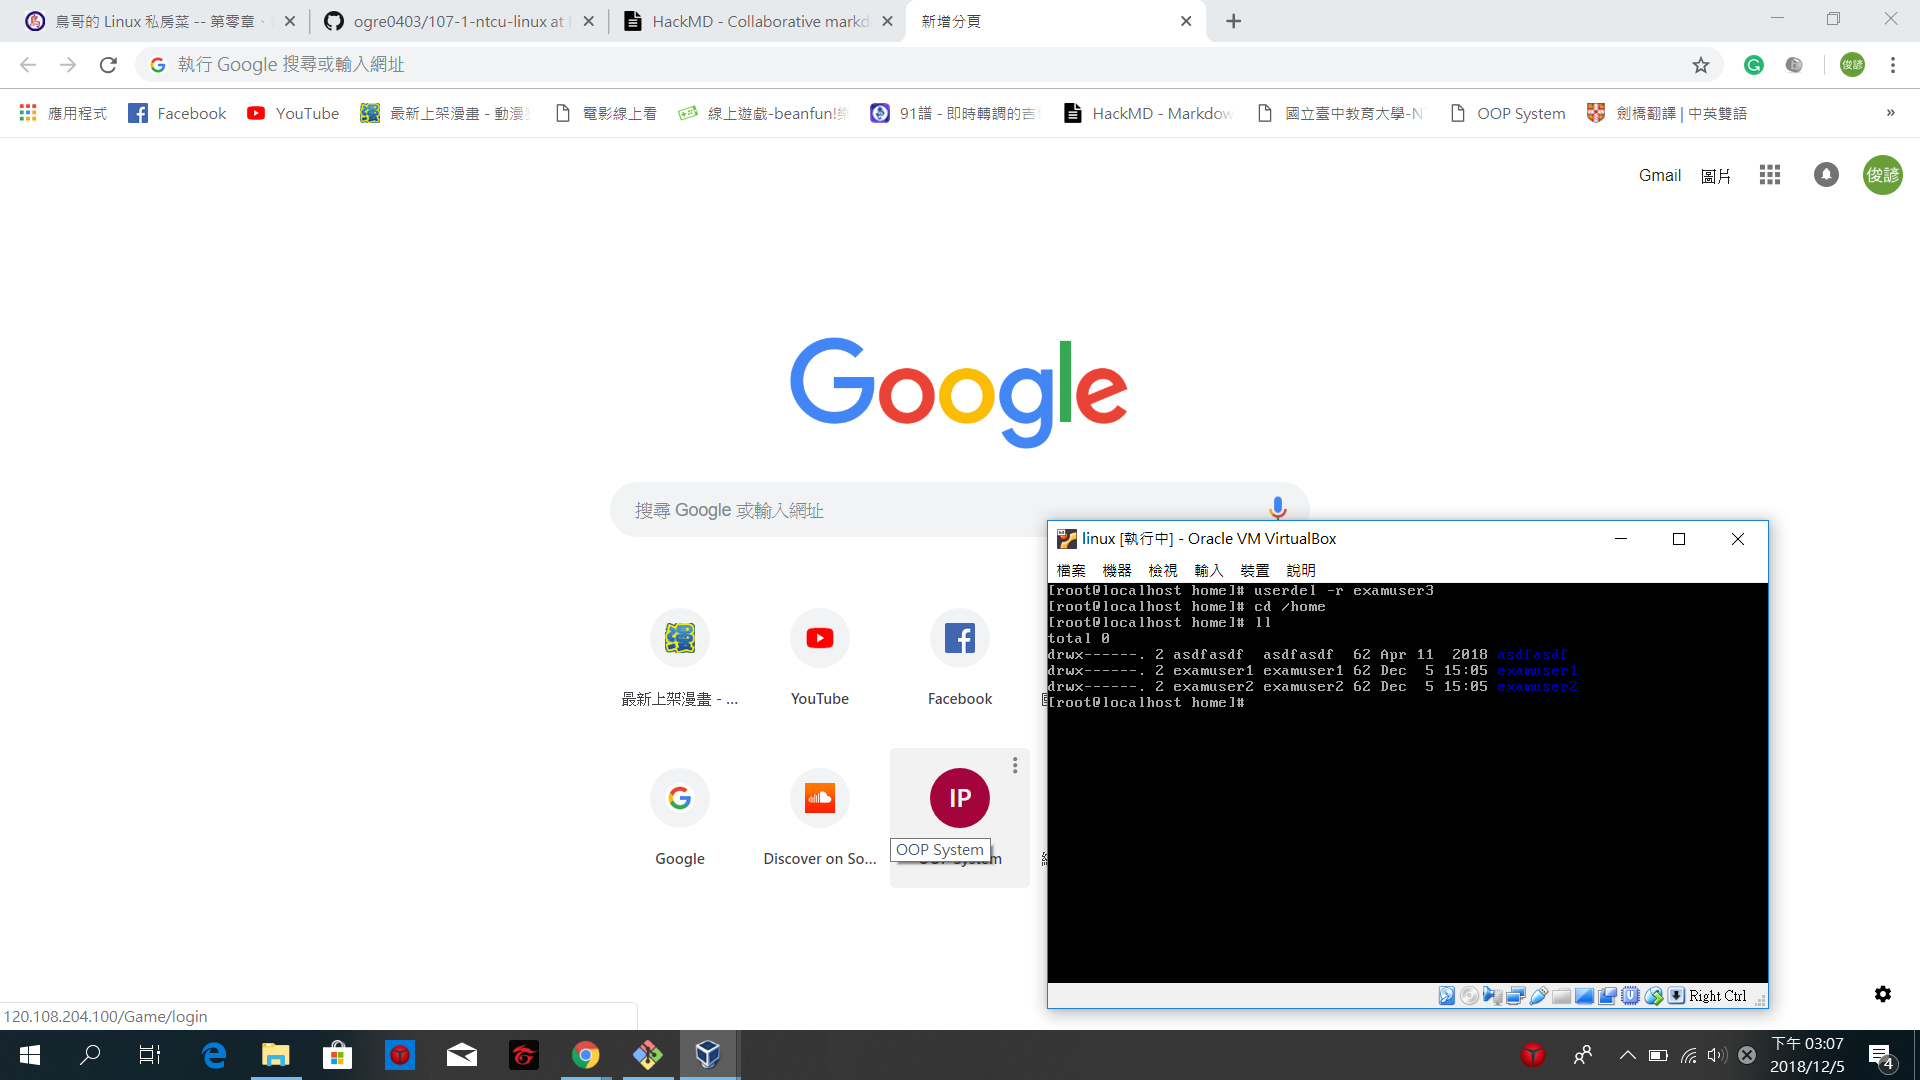 鳥哥的 Linux 私房菜 -- 第零章、
ogre0403/107-1-ntcu-linux at
HackMD - Collaborative markd
新增分頁
執行 Google 搜尋或輸入網址
俊諺
應用程式
Facebook
YouTube
最新上架漫畫 - 動漫
電影線上看
線上遊戲-beanfun!樂
91譜 - 即時轉調的吉
HackMD - Markdow
國立臺中教育大學-N
OOP System
劍橋翻譯 | 中英雙語
»
Gmail
圖片
俊諺
Google
搜尋 Google 或輸入網址
最新上架漫畫 - ...
YouTube
Facebook
Google
Discover on So...
IP
OOP System
OOP System
linux [執行中] - Oracle VM VirtualBox
檔案 機器 檢視 輸入 裝置 說明
[root@localhost home]# userdel -r examuser3
[root@localhost home]# cd /home
[root@localhost home]# ll
total 0
drwx------. 2 asdfasdf  asdfasdf  62 Apr 11  2018 asdfasdf
drwx------. 2 examuser1 examuser1 62 Dec  5 15:05 examuser1
drwx------. 2 examuser2 examuser2 62 Dec  5 15:05 examuser2
[root@localhost home]#
Right Ctrl
120.108.204.100/Game/login
下午 03:07
2018/12/5
4